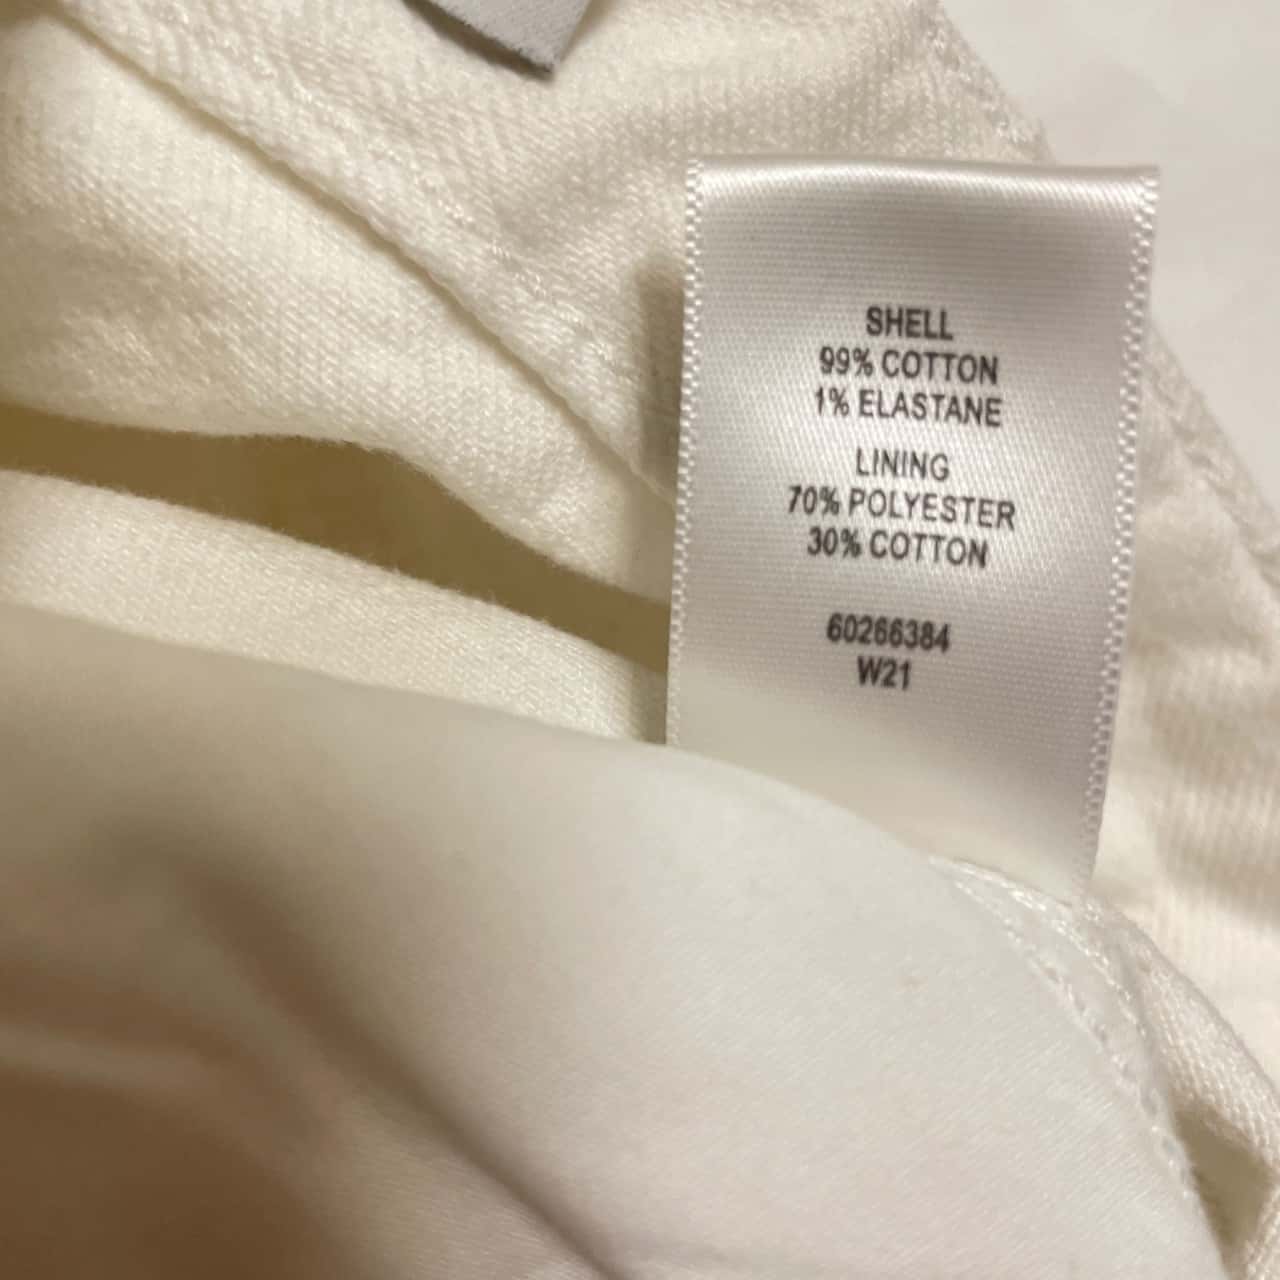 SHELL
99% COTTON
1% ELASTANE
LINING
70% POLYESTER
30% COTTON
60266384
W21